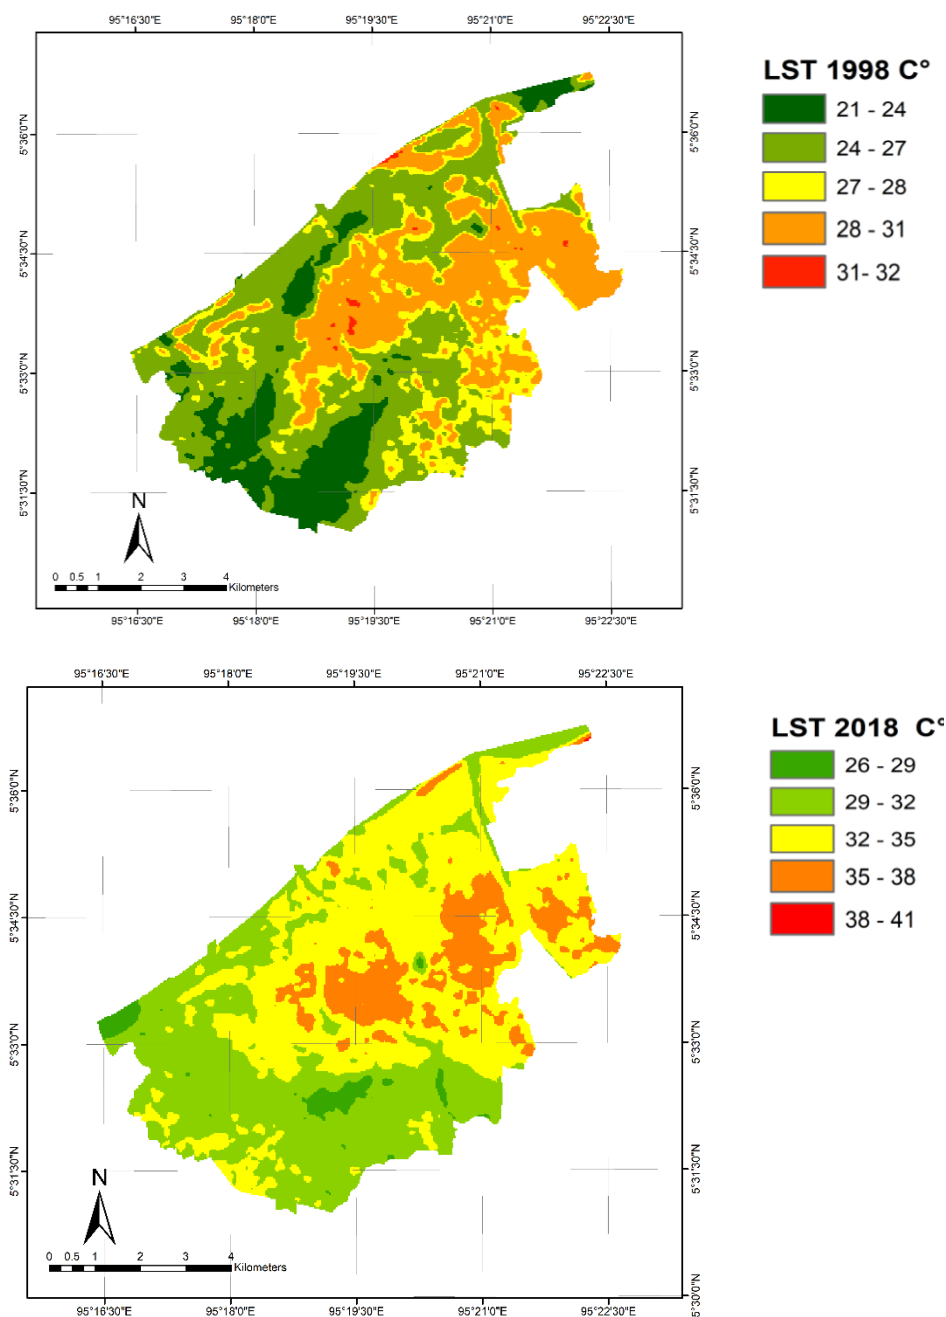 95°16'30"E 95°18'0"E 95°19'30"E 95°21'0"E 95°22'30"E
LST 1998 C°
21 - 24
24 - 27
27 - 28
28 - 31
31- 32
5°36'0"N 5°36'0"N
5°34'30"N 5°34'30"N
5°33'0"N 5°33'0"N
5°31'30"N 5°31'30"N
N
0 0.5 1 2 3 4
Kilometers
95°16'30"E 95°18'0"E 95°19'30"E 95°21'0"E 95°22'30"E
95°16'30"E 95°18'0"E 95°19'30"E 95°21'0"E 95°22'30"E
LST 2018 C°
26 - 29
29 - 32
32 - 35
35 - 38
38 - 41
5°36'0"N 5°36'0"N
5°34'30"N 5°34'30"N
5°33'0"N 5°33'0"N
5°31'30"N 5°31'30"N
N
0 0.5 1 2 3 4
Kilometers
5°30'0"N
95°16'30"E 95°18'0"E 95°19'30"E 95°21'0"E 95°22'30"E